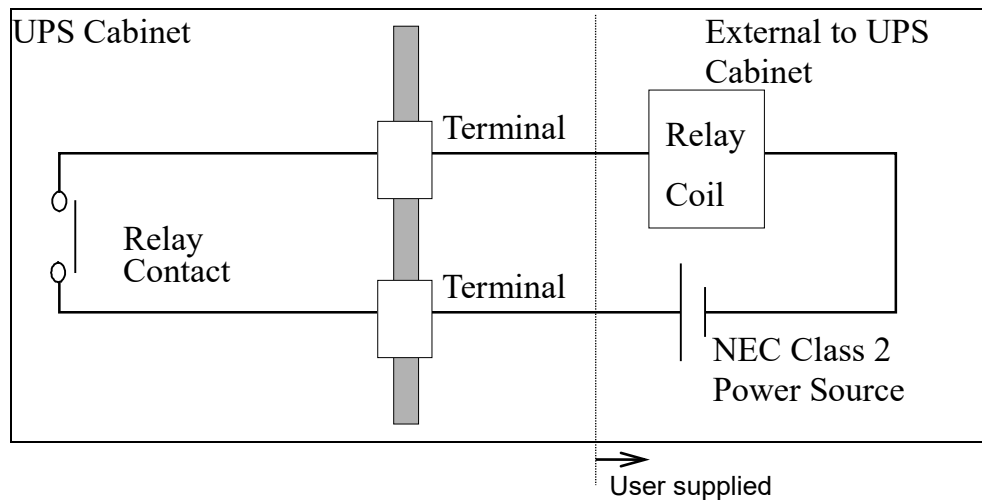 UPS Cabinet
External to UPS
Cabinet
Terminal
Relay
Coil
Relay
Contact
Terminal
NEC Class 2
Power Source
User supplied